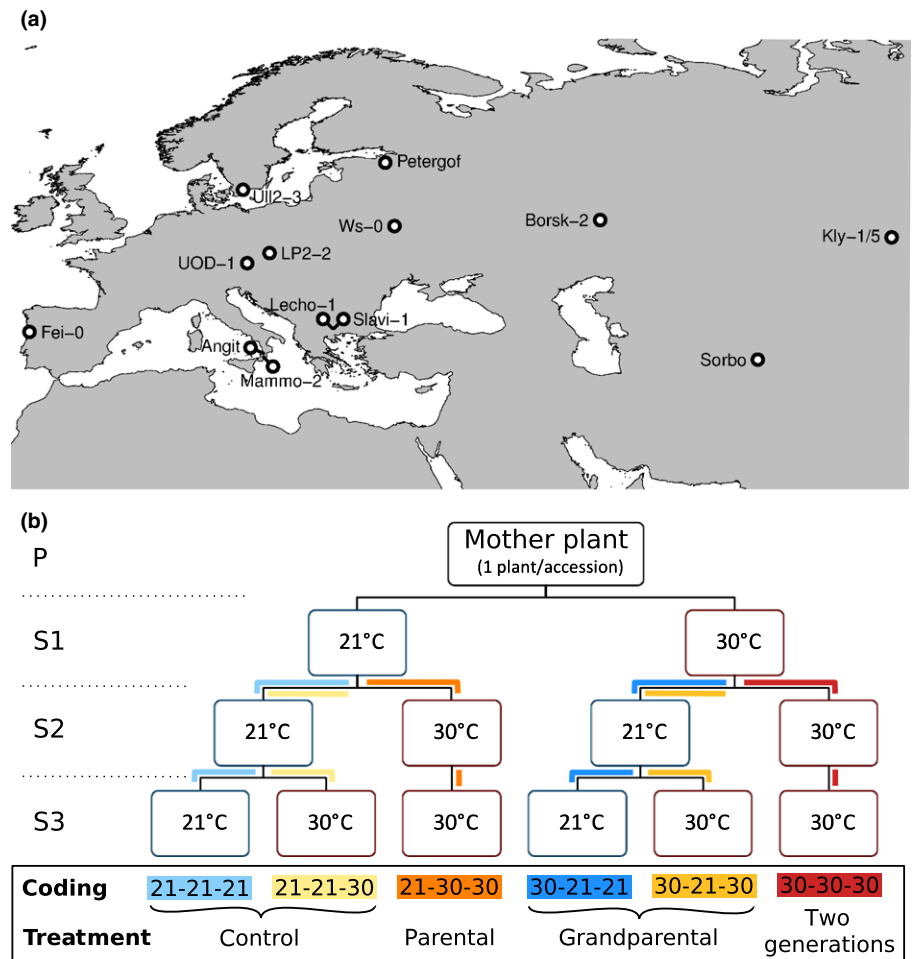 (a)
Petergof
Ull2−3
Ws−0
Borsk−2
Kly−1/5
LP2−2
UOD−1
Lecho−1
Slavi−1
Fei−0
Angit
Sorbo
Mammo−2
(b)
P
Mother plant
(1 plant/accession)
S1
21°C
30°C
S2
21°C
30°C
21°C
30°C
S3
21°C
30°C
30°C
21°C
30°C
30°C
Coding
21-21-21
21-21-30
21-30-30
30-21-21
30-21-30
30-30-30
Treatment
Control
Parental
Grandparental
Two
generations